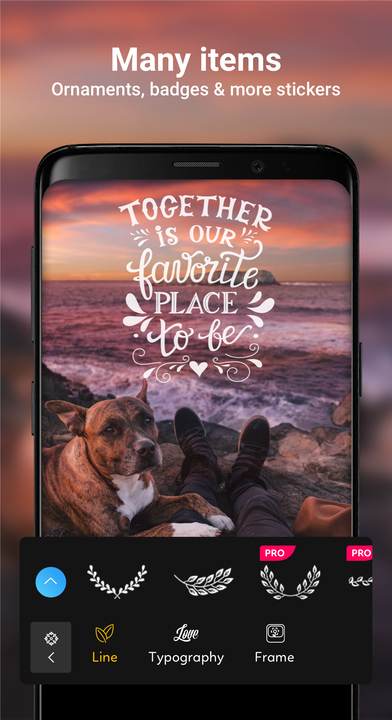 Many items
Ornaments, badges & more stickers
TOGETHER
is OUR
favorite
PLACE
to be
PRO
PRO
Love
Line
Typography
Frame